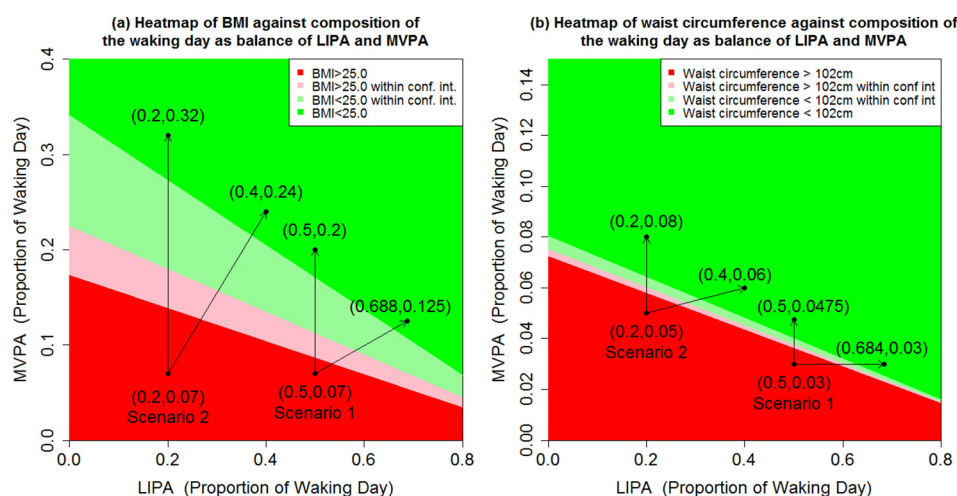 (a) Heatmap of BMI against composition of
the waking day as balance of LIPA and MVPA
BMI>25.0
BMI>25.0 within conf. int.
BMI<25.0 within conf. int.
BMI<25.0
(0.2,0.32)
(0.4,0.24)
(0.5,0.2)
(0.688,0.125)
(0.2,0.07)
Scenario 2
(0.5,0.07)
Scenario 1
MVPA (Proportion of Waking Day)
0.4
0.3
0.2
0.1
0.0
0.0 0.2 0.4 0.6 0.8
LIPA (Proportion of Waking Day)
(b) Heatmap of waist circumference against composition of
the waking day as balance of LIPA and MVPA
Waist circumference > 102cm
Waist circumference > 102cm within conf int
Waist circumference < 102cm within conf int
Waist circumference < 102cm
(0.2,0.08)
(0.4,0.06)
(0.5,0.0475)
(0.684,0.03)
(0.2,0.05)
Scenario 2
(0.5,0.03)
Scenario 1
MVPA (Proportion of Waking Day)
0.14
0.12
0.10
0.08
0.06
0.04
0.02
0.00
0.0 0.2 0.4 0.6 0.8
LIPA (Proportion of Waking Day)